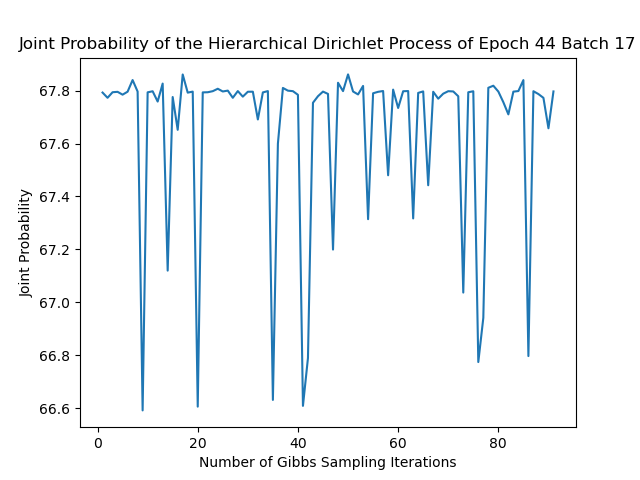 Joint Probability of the Hierarchical Dirichlet Process of Epoch 44 Batch 17
67.8
67.6
67.4
67.2
67.0
66.8
66.6
Joint Probability
0 20 40 60 80
Number of Gibbs Sampling Iterations